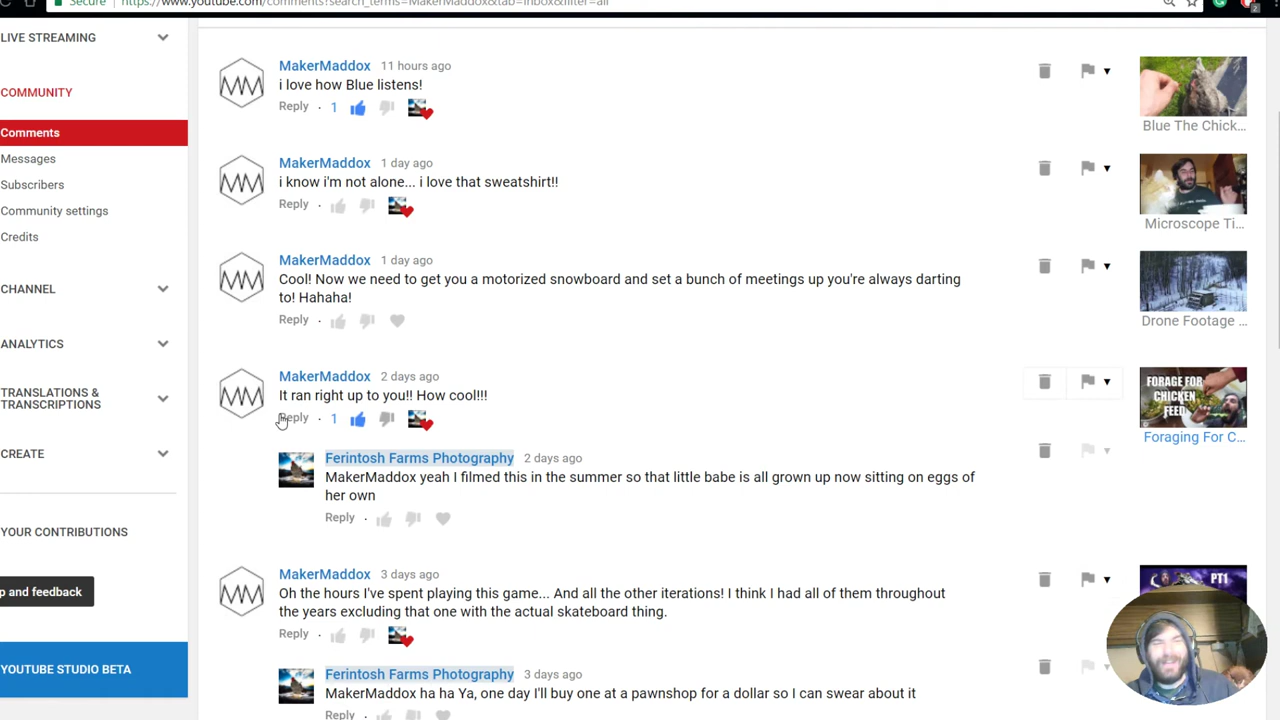 Secure
https://www.youtube.com/comments?search_terms=MakerMaddox&tab=inbox&filter=all
LIVE STREAMING
COMMUNITY
Comments
Messages
Subscribers
Community settings
Credits
CHANNEL
ANALYTICS
TRANSLATIONS &
TRANSCRIPTIONS
CREATE
YOUR CONTRIBUTIONS
p and feedback
YOUTUBE STUDIO BETA
MakerMaddox 11 hours ago
i love how Blue listens!
Reply · 1
Blue The Chick...
MakerMaddox 1 day ago
i know i'm not alone... i love that sweatshirt!!
Reply ·
Microscope Ti...
MakerMaddox 1 day ago
Cool! Now we need to get you a motorized snowboard and set a bunch of meetings up you're always darting
to! Hahaha!
Reply ·
Drone Footage ...
MakerMaddox 2 days ago
It ran right up to you!! How cool!!!
Reply · 1
FORAGE FOR
CHICKEN
FEED
Foraging For C...
Ferintosh Farms Photography 2 days ago
MakerMaddox yeah I filmed this in the summer so that little babe is all grown up now sitting on eggs of
her own
Reply ·
MakerMaddox 3 days ago
Oh the hours I've spent playing this game... And all the other iterations! I think I had all of them throughout
the years excluding that one with the actual skateboard thing.
Reply ·
PT1
Ferintosh Farms Photography 3 days ago
MakerMaddox ha ha Ya, one day I'll buy one at a pawnshop for a dollar so I can swear about it
Reply ·